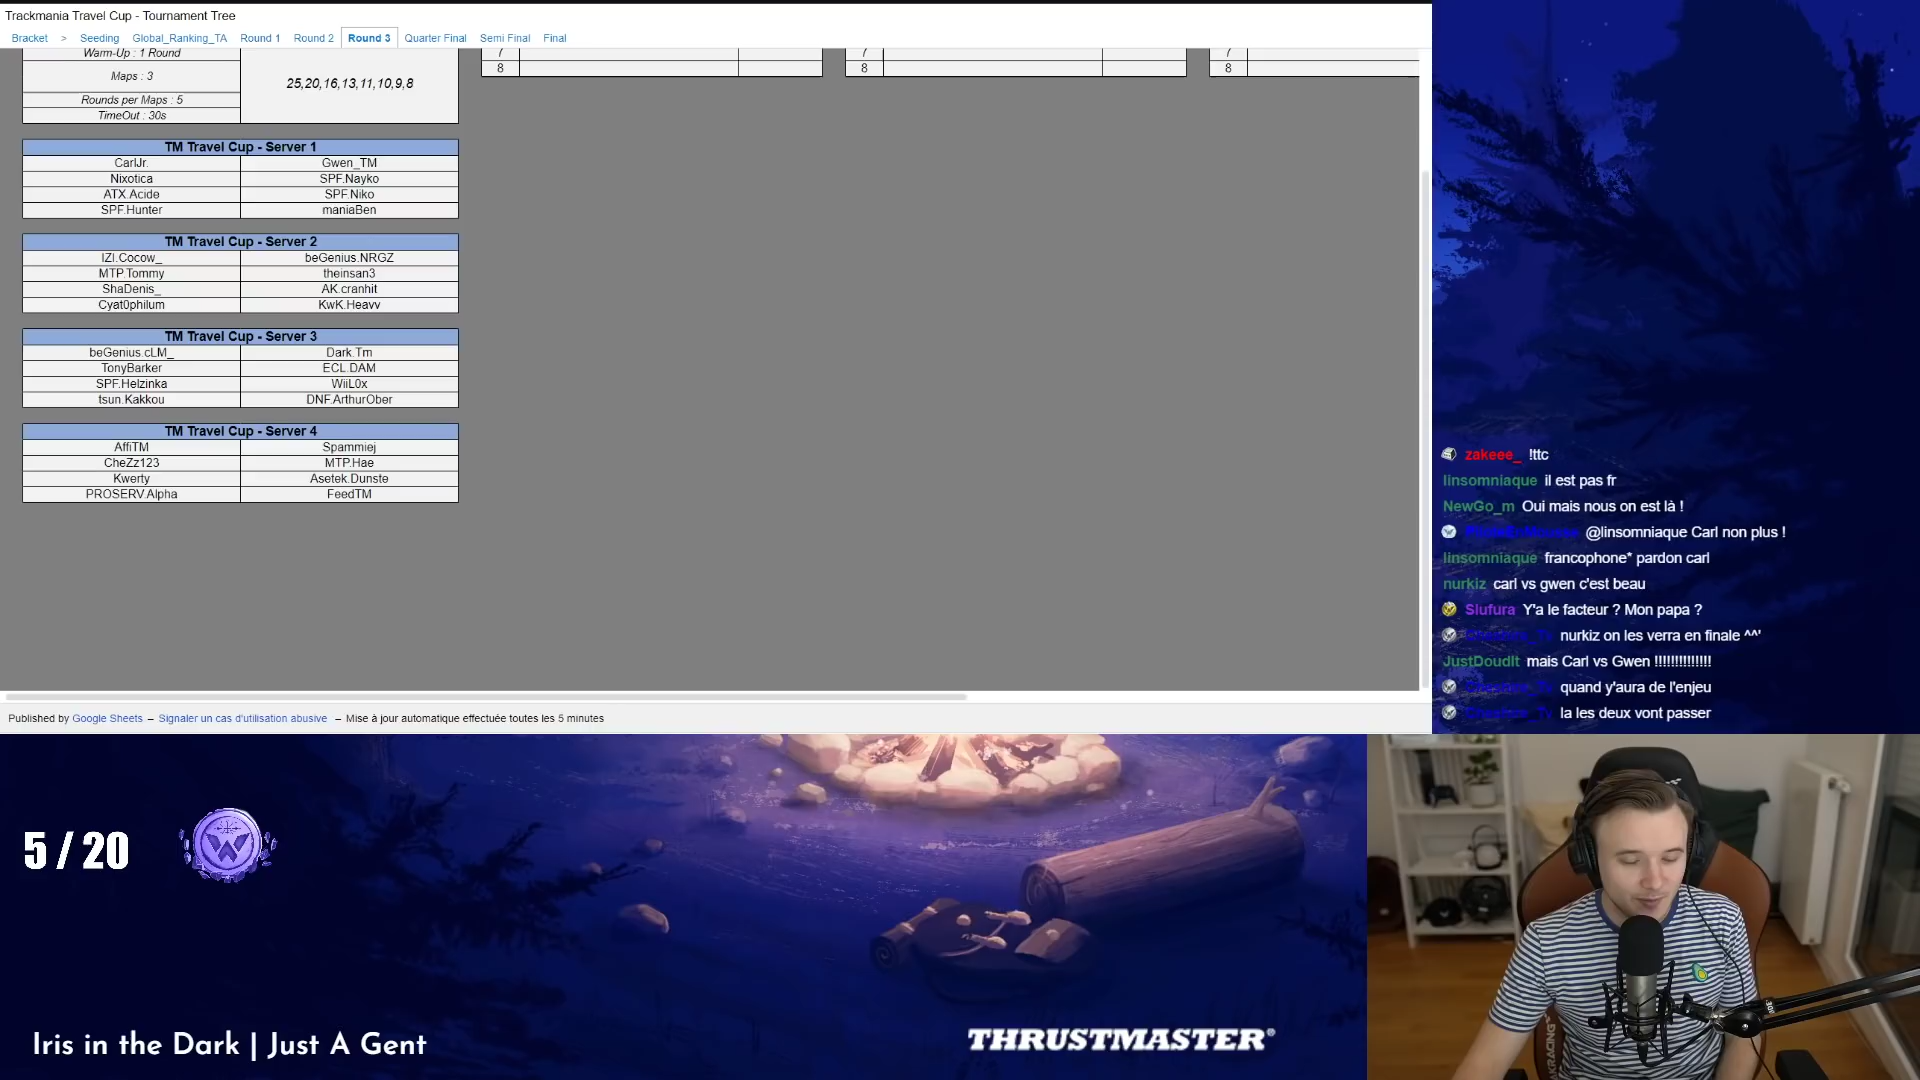 Trackmania Travel Cup - Tournament Tree
Bracket > Seeding Global_Ranking_TA Round 1 Round 2 Round 3 Quarter Final Semi Final Final
Warm-Up : 1 Round
Maps : 3
Rounds per Maps : 5
TimeOut : 30s
25,20,16,13,11,10,9,8
7
8
7
8
7
8
TM Travel Cup - Server 1
CarlJr. Gwen_TM
Nixotica SPF.Nayko
ATX.Acide SPF.Niko
SPF.Hunter maniaBen
TM Travel Cup - Server 2
IZI.Cocow_ beGenius.NRGZ
MTP.Tommy theinsan3
ShaDenis_ AK.cranhit
Cyat0philum KwK.Heavv
TM Travel Cup - Server 3
beGenius.cLM_ Dark.Tm
TonyBarker ECL.DAM
SPF.Helzinka WiiL0x
tsun.Kakkou DNF.ArthurOber
TM Travel Cup - Server 4
AffiTM Spammiej
CheZz123 MTP.Hae
Kwerty Asetek.Dunste
PROSERV.Alpha FeedTM
Published by Google Sheets – Signaler un cas d'utilisation abusive – Mise à jour automatique effectuée toutes les 5 minutes
zakeee_ !ttc
linsomniaque il est pas fr
NewGo_m Oui mais nous on est là !
@linsomniaque Carl non plus !
linsomniaque francophone* pardon carl
nurkiz carl vs gwen c'est beau
Slufura Y'a le facteur ? Mon papa ?
nurkiz on les verra en finale ^^'
JustDoudIt mais Carl vs Gwen !!!!!!!!!!!!!!
quand y'aura de l'enjeu
la les deux vont passer
5 / 20
Iris in the Dark | Just A Gent
THRUSTMASTER®